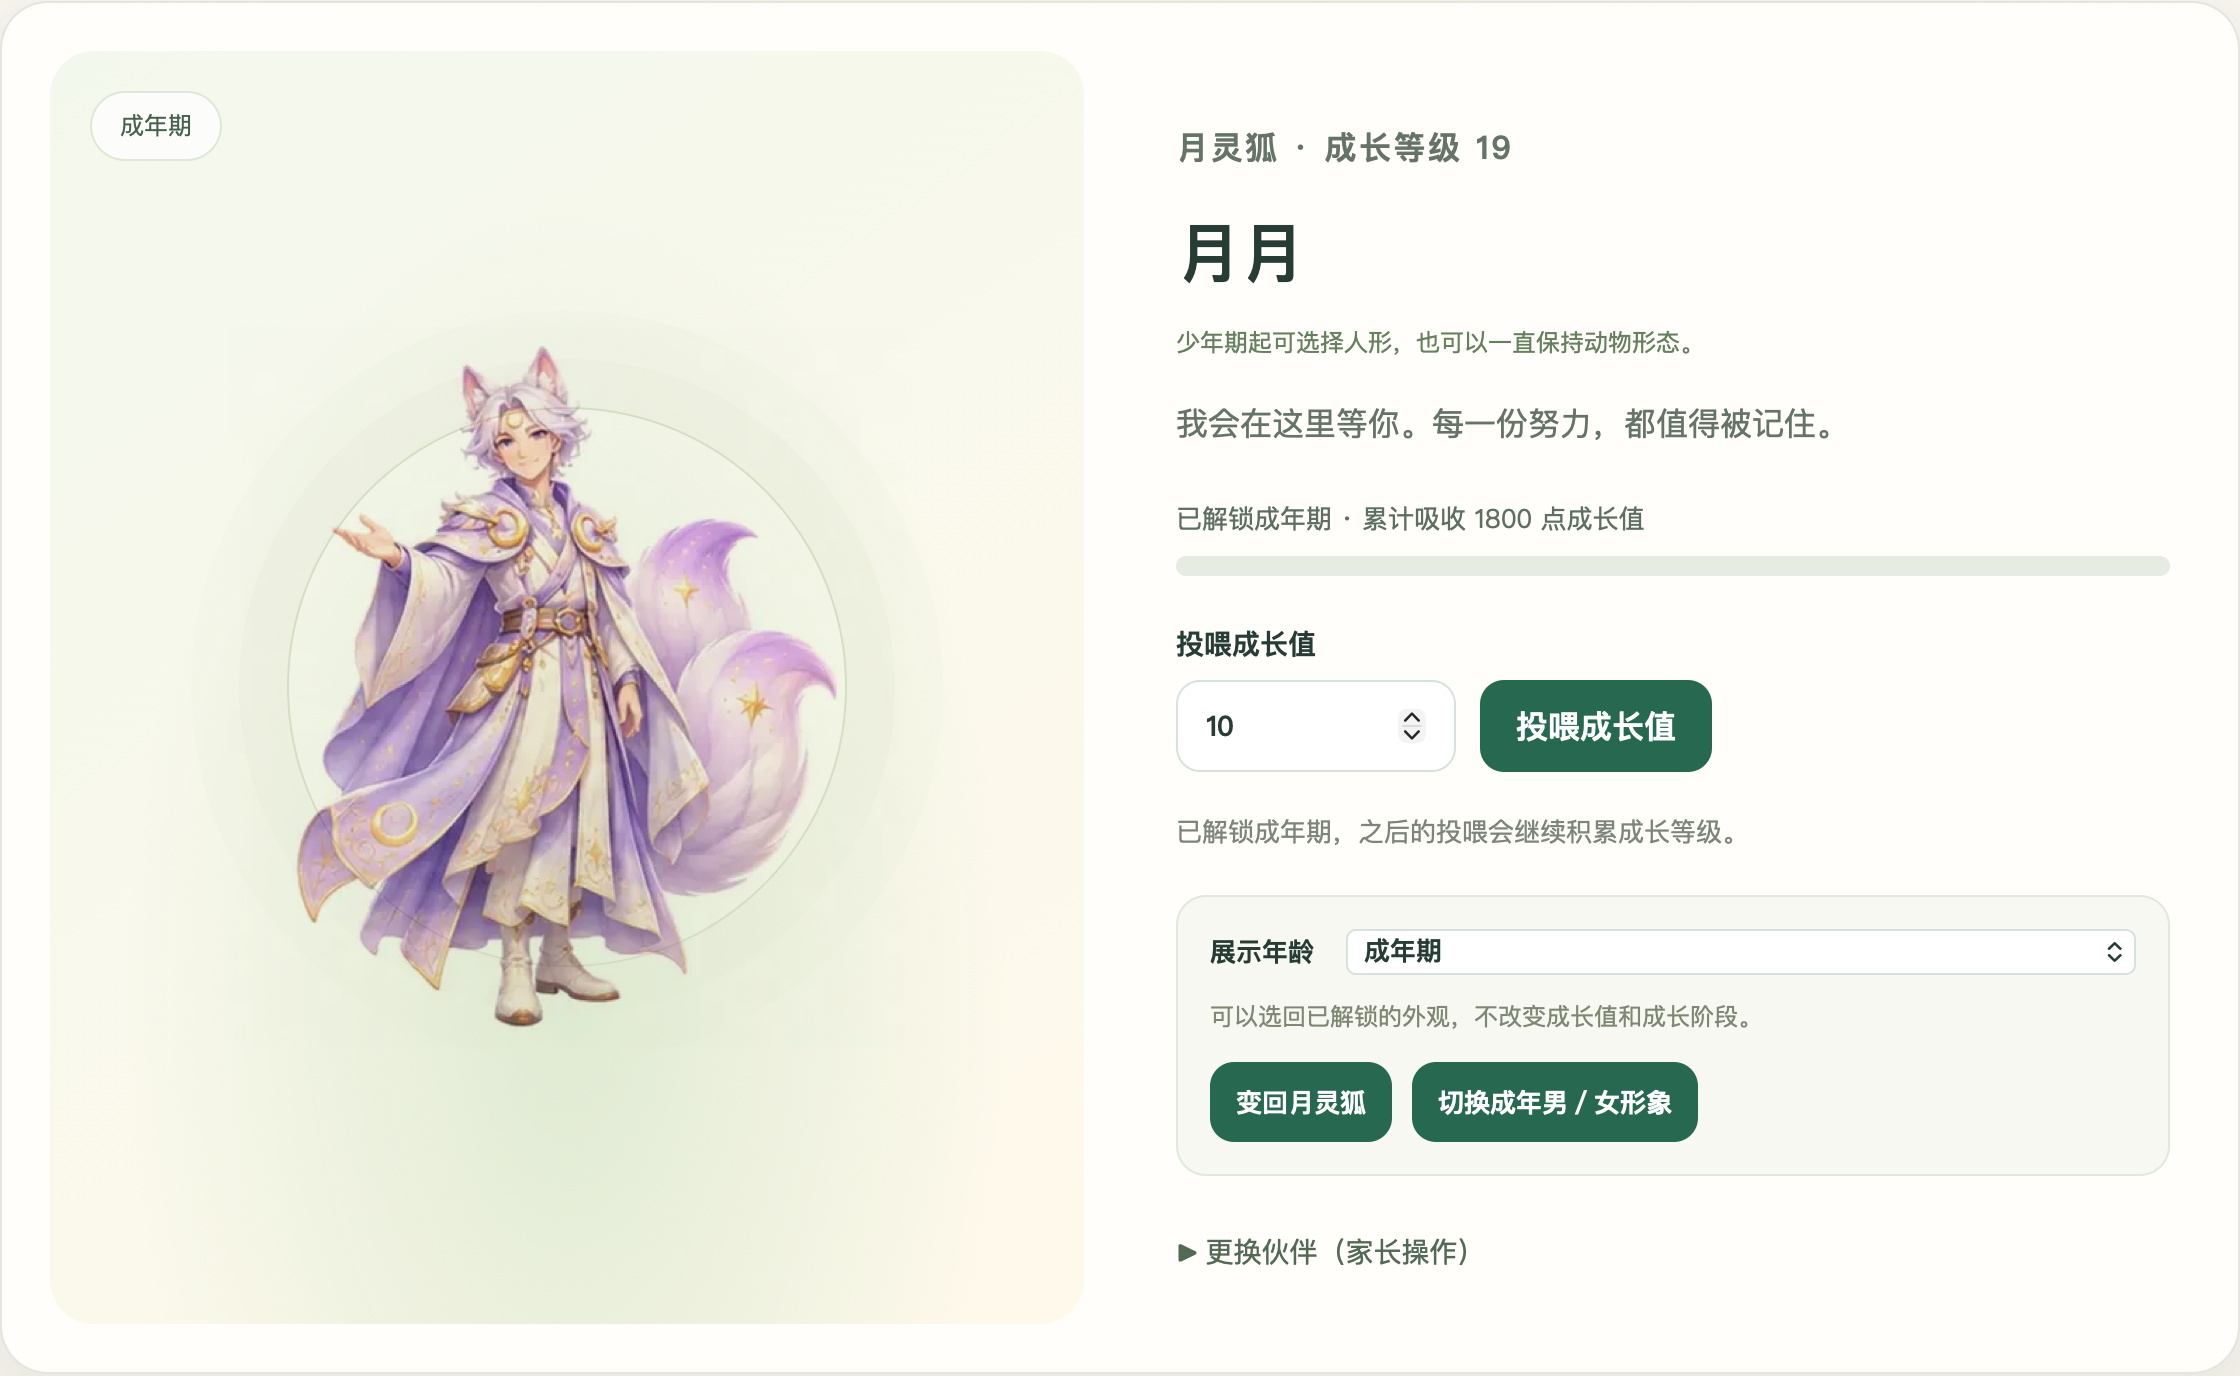 成年期
月灵狐 · 成长等级 19
月月
少年期起可选择人形，也可以一直保持动物形态。
我会在这里等你。每一份努力，都值得被记住。
已解锁成年期 · 累计吸收 1800 点成长值
投喂成长值
10
投喂成长值
已解锁成年期，之后的投喂会继续积累成长等级。
展示年龄 成年期
可以选回已解锁的外观，不改变成长值和成长阶段。
变回月灵狐 切换成年男 / 女形象
▶ 更换伙伴（家长操作）